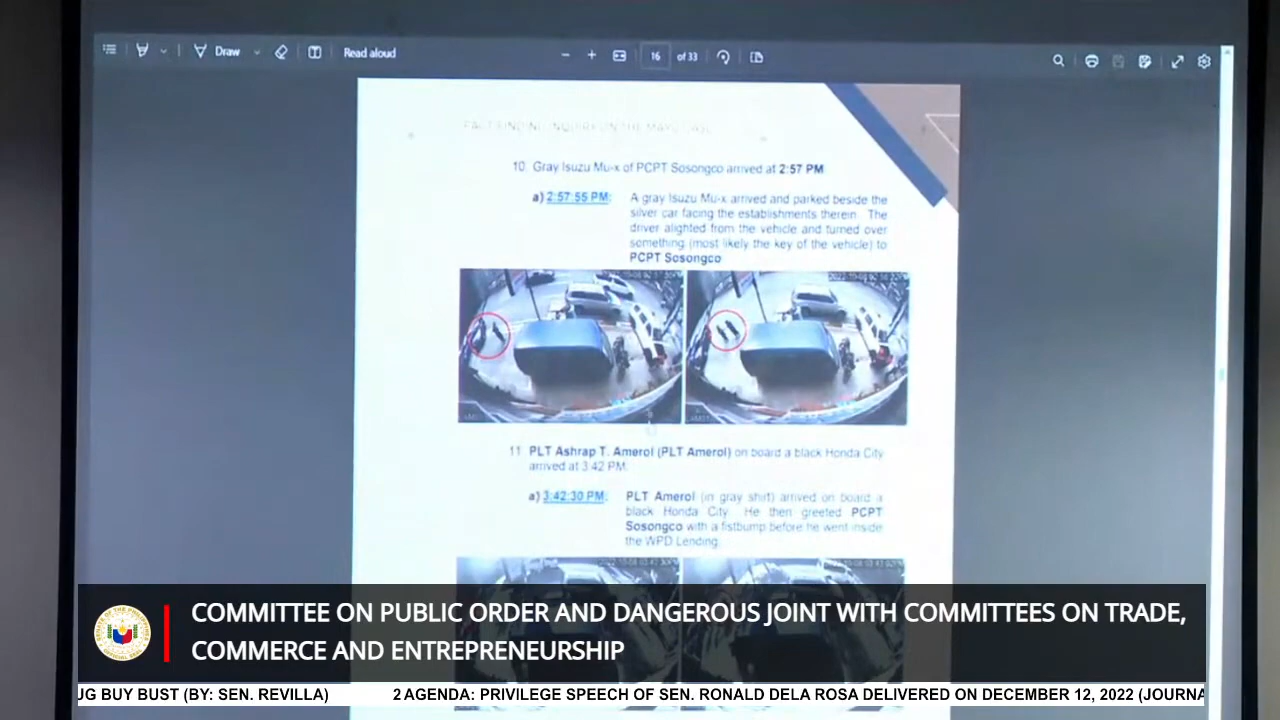 Draw
Read aloud
16 of 33
FACT FINDING INQUIRY ON THE MAYO CASE
10. Gray Isuzu Mu-x of PCPT Sosongco arrived at 2:57 PM
a) 2:57:55 PM: A gray Isuzu Mu-x arrived and parked beside the
silver car facing the establishments therein. The
driver alighted from the vehicle and turned over
something (most likely the key of the vehicle) to
PCPT Sosongco
11 PLT Ashrap T. Amerol (PLT Amerol) on board a black Honda City
arrived at 3:42 PM.
a) 3:42:30 PM: PLT Amerol (in gray shirt) arrived on board a
black Honda City. He then greeted PCPT
Sosongco with a fistbump before he went inside
the WPD Lending.
COMMITTEE ON PUBLIC ORDER AND DANGEROUS JOINT WITH COMMITTEES ON TRADE,
COMMERCE AND ENTREPRENEURSHIP
UG BUY BUST (BY: SEN. REVILLA) 2 AGENDA: PRIVILEGE SPEECH OF SEN. RONALD DELA ROSA DELIVERED ON DECEMBER 12, 2022 (JOURNA